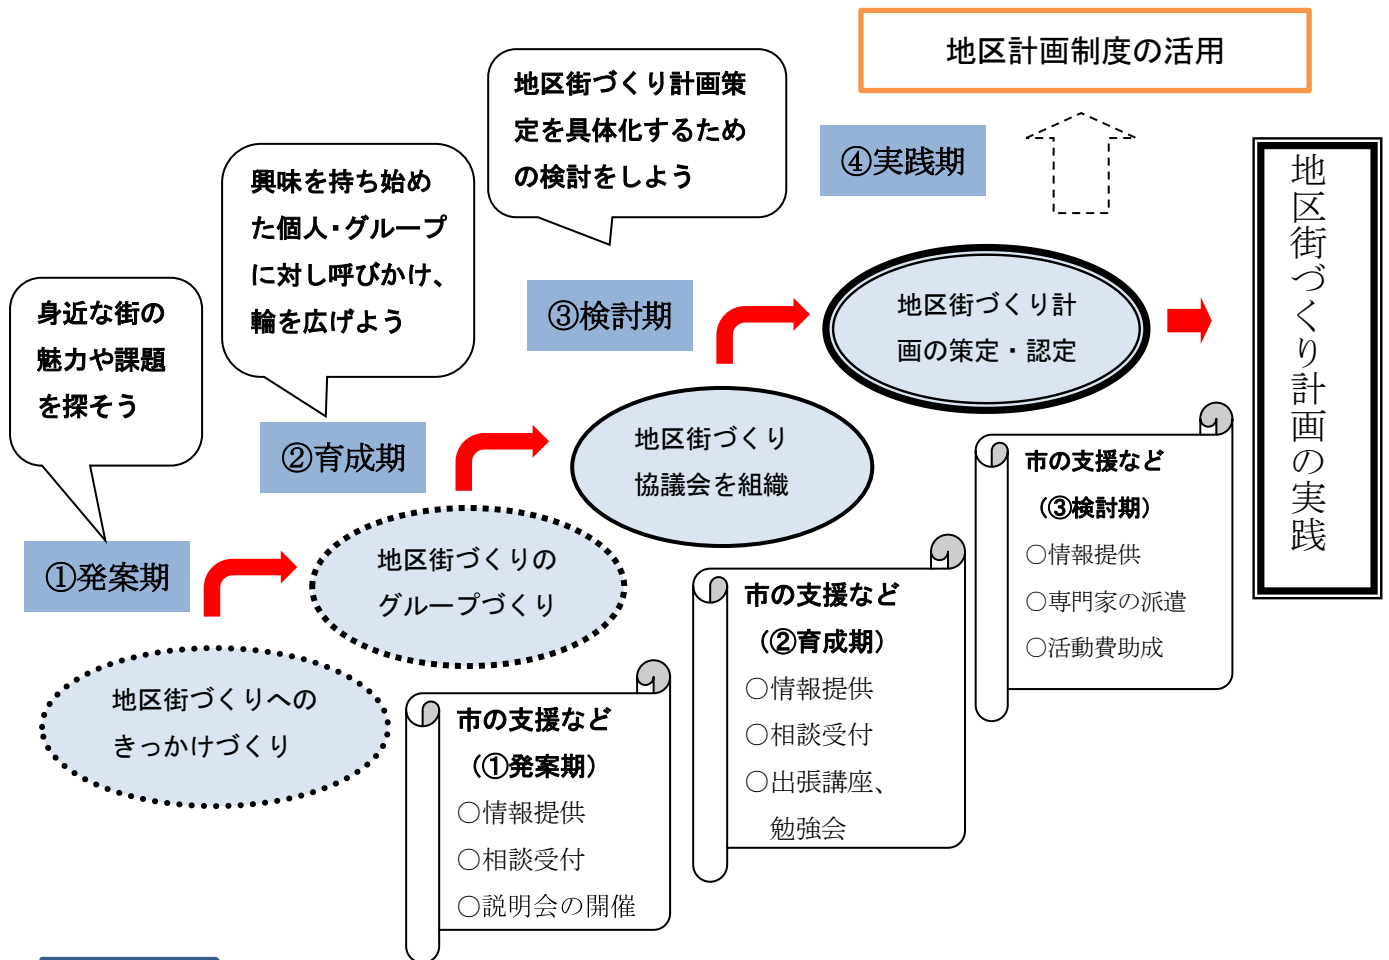 地区計画制度の活用
地区街づくり計画策
定を具体化するため
の検討をしよう
④実践期
地区街づくり計画の実践
興味を持ち始め
た個人・グループ
に対し呼びかけ、
輪を広げよう
③検討期
地区街づくり計
画の策定・認定
身近な街の
魅力や課題
を探そう
②育成期
地区街づくり
協議会を組織
市の支援など
（③検討期）
○情報提供
○専門家の派遣
○活動費助成
①発案期
地区街づくりの
グループづくり
市の支援など
（②育成期）
○情報提供
○相談受付
○出張講座、
勉強会
地区街づくりへの
きっかけづくり
市の支援など
（①発案期）
○情報提供
○相談受付
○説明会の開催